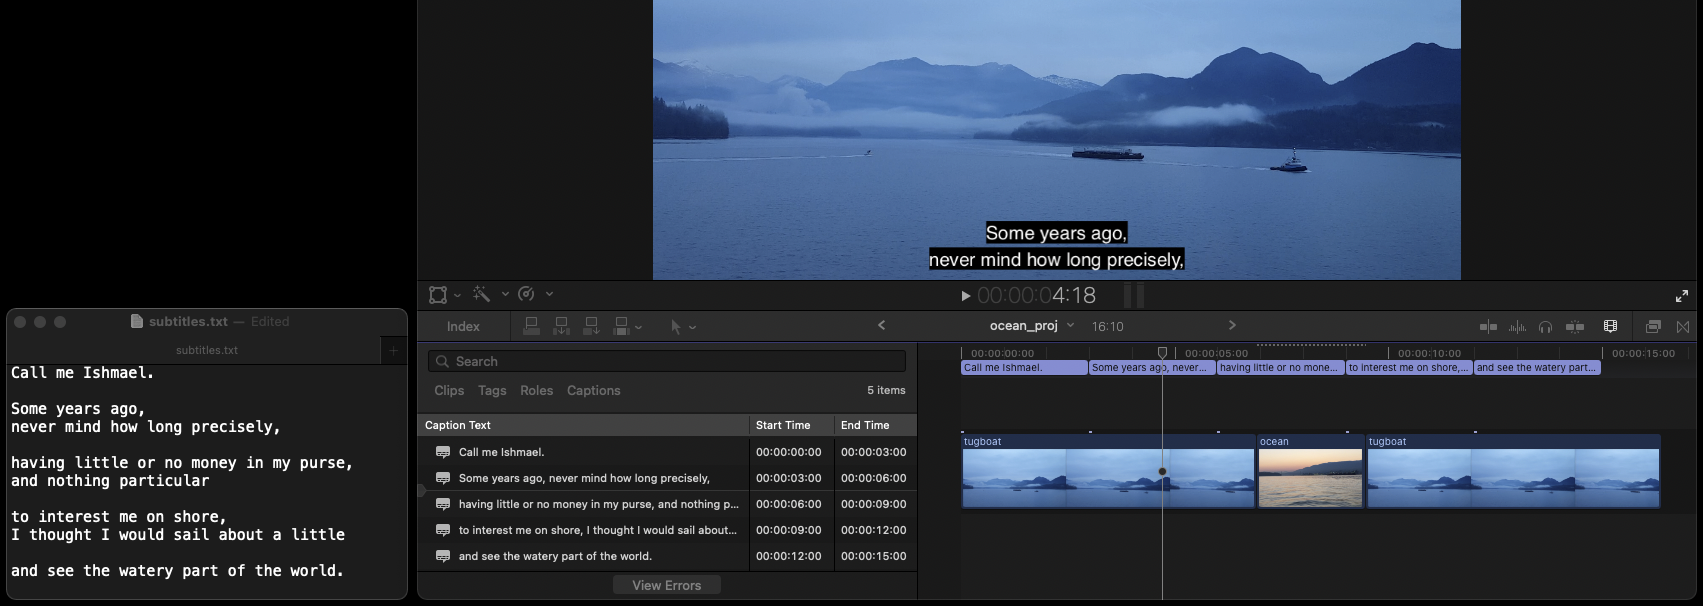 subtitles.txt — Edited
subtitles.txt
+
Call me Ishmael.
Some years ago,
never mind how long precisely,
having little or no money in my purse,
and nothing particular
to interest me on shore,
I thought I would sail about a little
and see the watery part of the world.
Some years ago,
never mind how long precisely,
00:00:04:18
Index
ocean_proj
16:10
Search
Clips Tags Roles Captions
5 items
Caption Text Start Time End Time
Call me Ishmael. 00:00:00:00 00:00:03:00
Some years ago, never mind how long precisely, 00:00:03:00 00:00:06:00
having little or no money in my purse, and nothing p... 00:00:06:00 00:00:09:00
to interest me on shore, I thought I would sail about... 00:00:09:00 00:00:12:00
and see the watery part of the world. 00:00:12:00 00:00:15:00
View Errors
00:00:00:00 00:00:05:00 00:00:10:00 00:00:15:00
Call me Ishmael. Some years ago, never... having little or no mone... to interest me on shore,... and see the watery part...
tugboat ocean tugboat